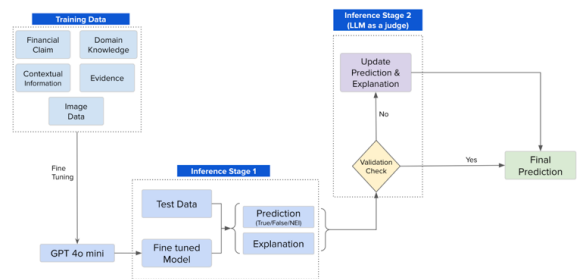 Training Data
Financial
Claim
Domain
Knowledge
Contextual
Information
Evidence
Image
Data
Fine
Tuning
GPT 4o mini
Inference Stage 1
Test Data
Fine tuned
Model
Prediction
(True/False/NEI)
Explanation
Inference Stage 2
(LLM as a judge)
Update
Prediction &
Explanation
No
Validation
Check
Yes
Final
Prediction